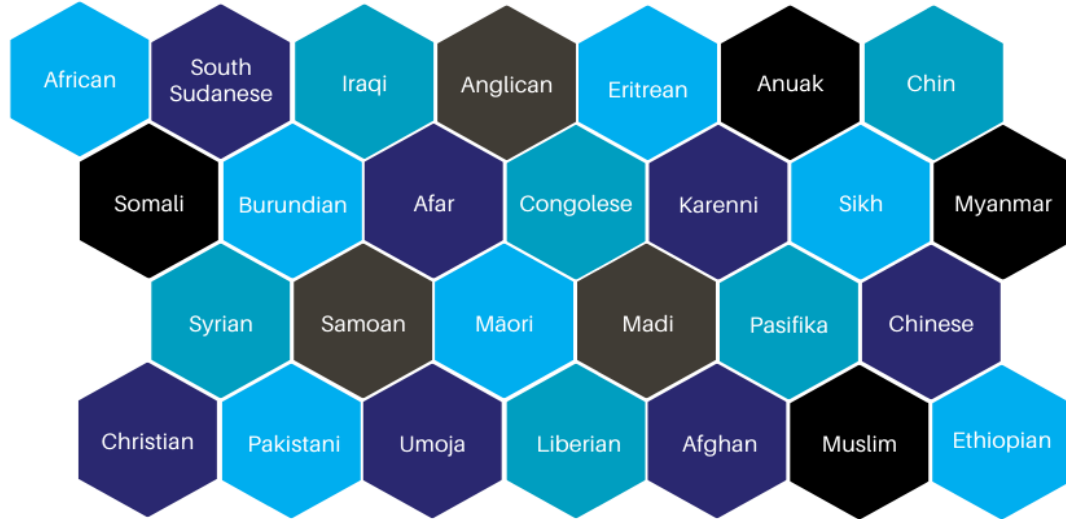 African
South
Sudanese
Iraqi
Anglican
Eritrean
Anuak
Chin
Somali
Burundian
Afar
Congolese
Karenni
Sikh
Myanmar
Syrian
Samoan
Māori
Madi
Pasifika
Chinese
Christian
Pakistani
Umoja
Liberian
Afghan
Muslim
Ethiopian